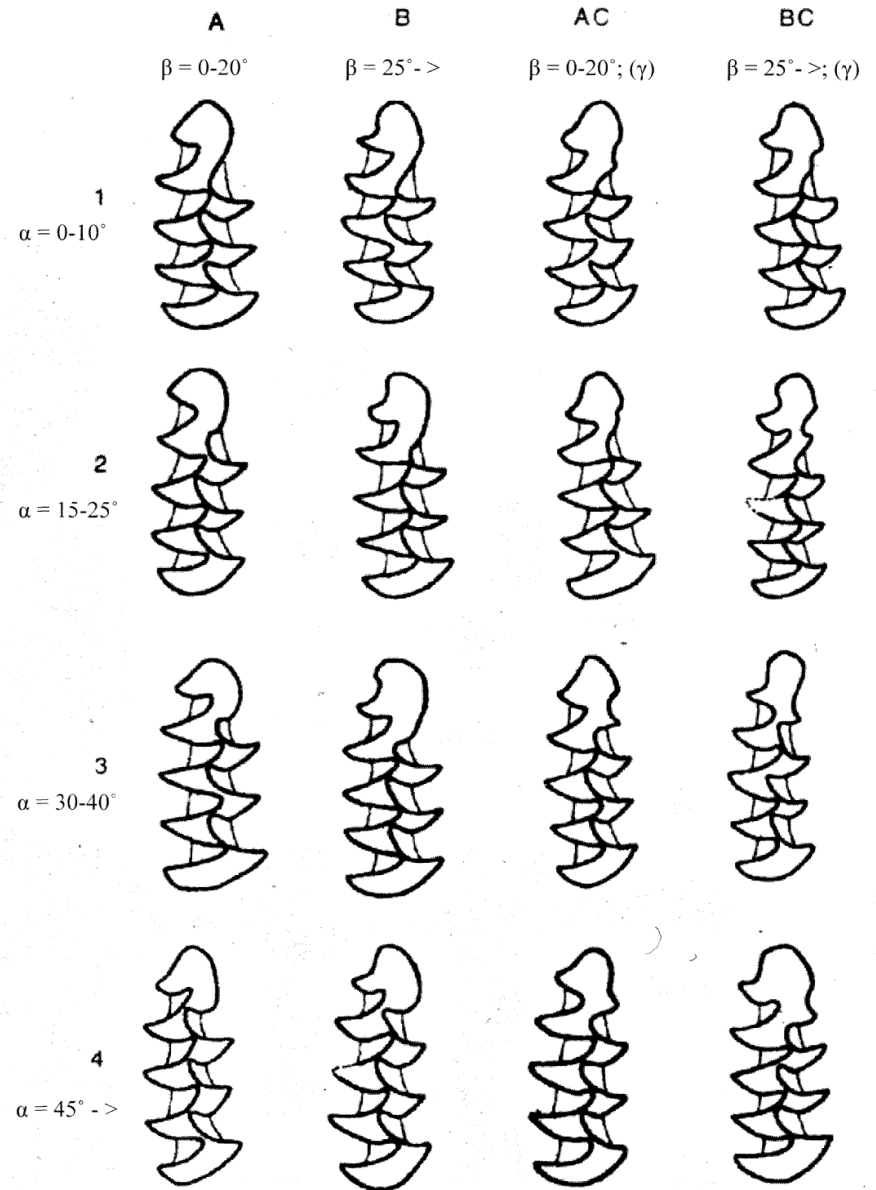 A B AC BC
β = 0-20˚ β = 25˚- > β = 0-20˚; (γ) β = 25˚- >; (γ)
1
α = 0-10˚
2
α = 15-25˚
3
α = 30-40˚
4
α = 45˚ - >